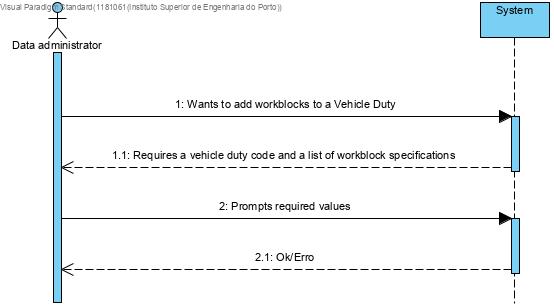 Visual Paradigm Standard(1181061(Instituto Superior de Engenharia do Porto))
System
Data administrator
1: Wants to add workblocks to a Vehicle Duty
1.1: Requires a vehicle duty code and a list of workblock specifications
2: Prompts required values
2.1: Ok/Erro